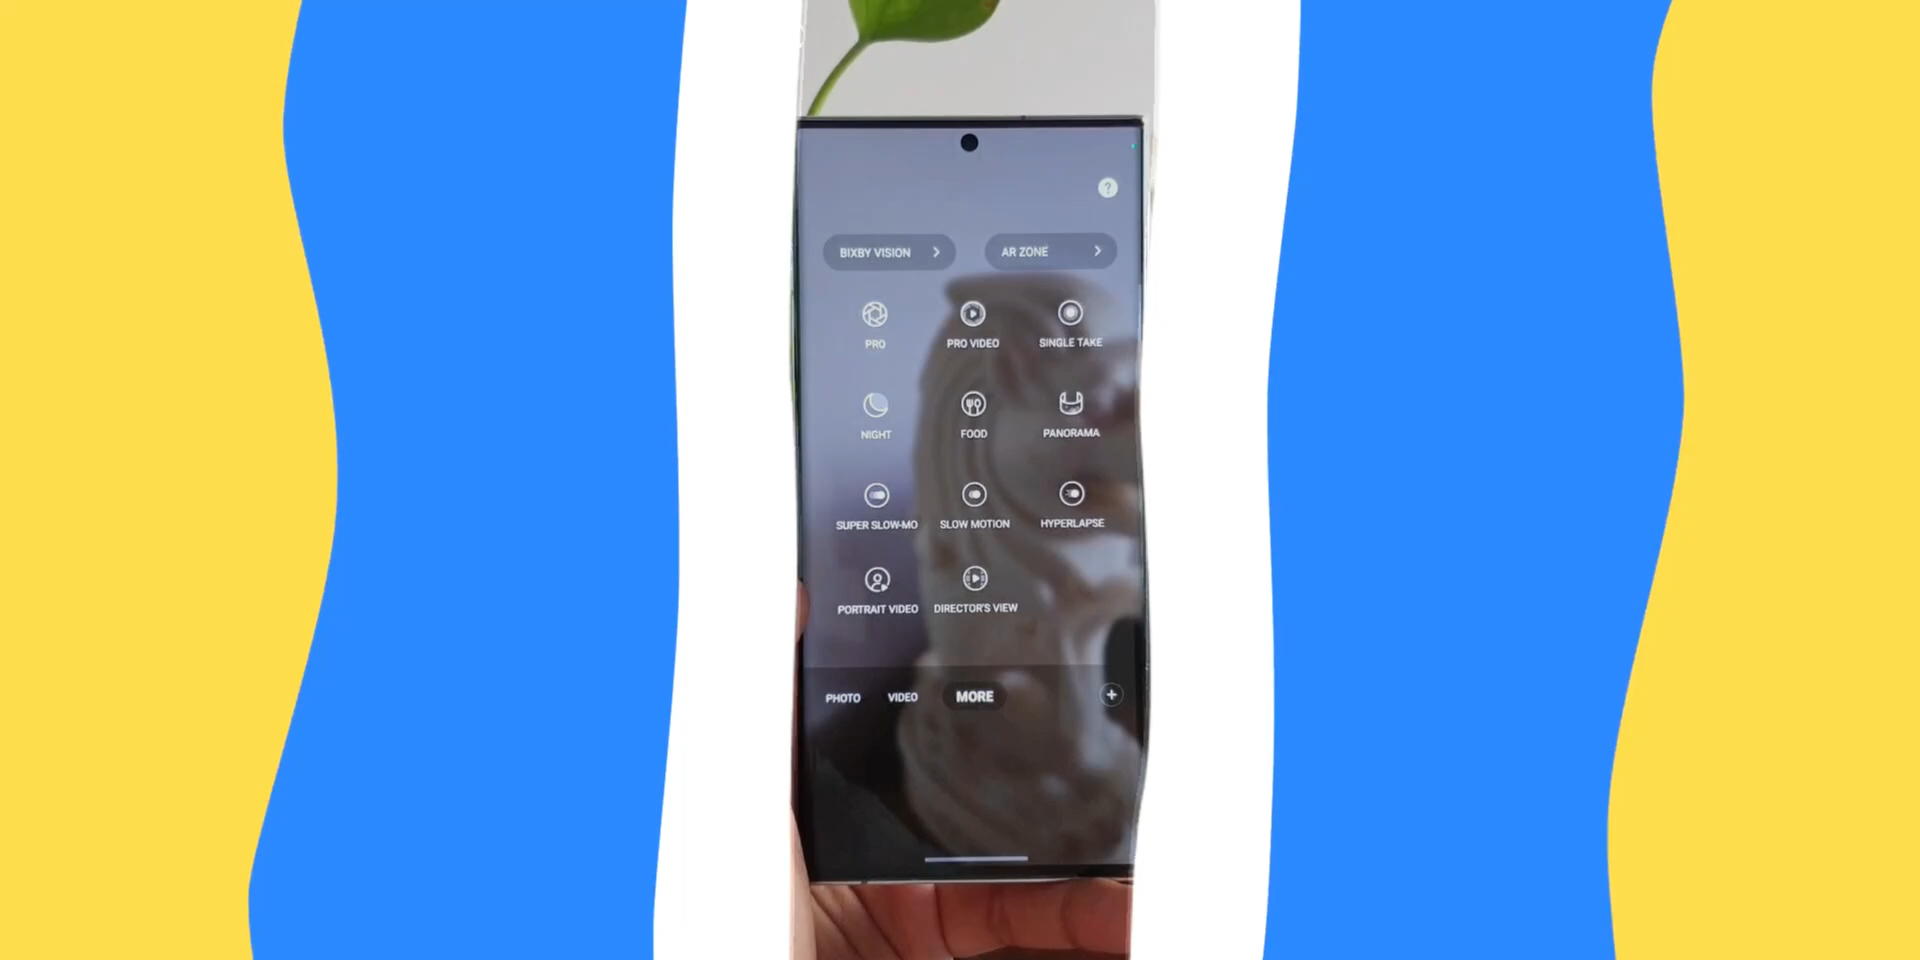 ?
BIXBY VISION >
AR ZONE >
PRO
PRO VIDEO
SINGLE TAKE
NIGHT
FOOD
PANORAMA
SUPER SLOW-MO
SLOW MOTION
HYPERLAPSE
PORTRAIT VIDEO
DIRECTOR'S VIEW
PHOTO
VIDEO
MORE
+